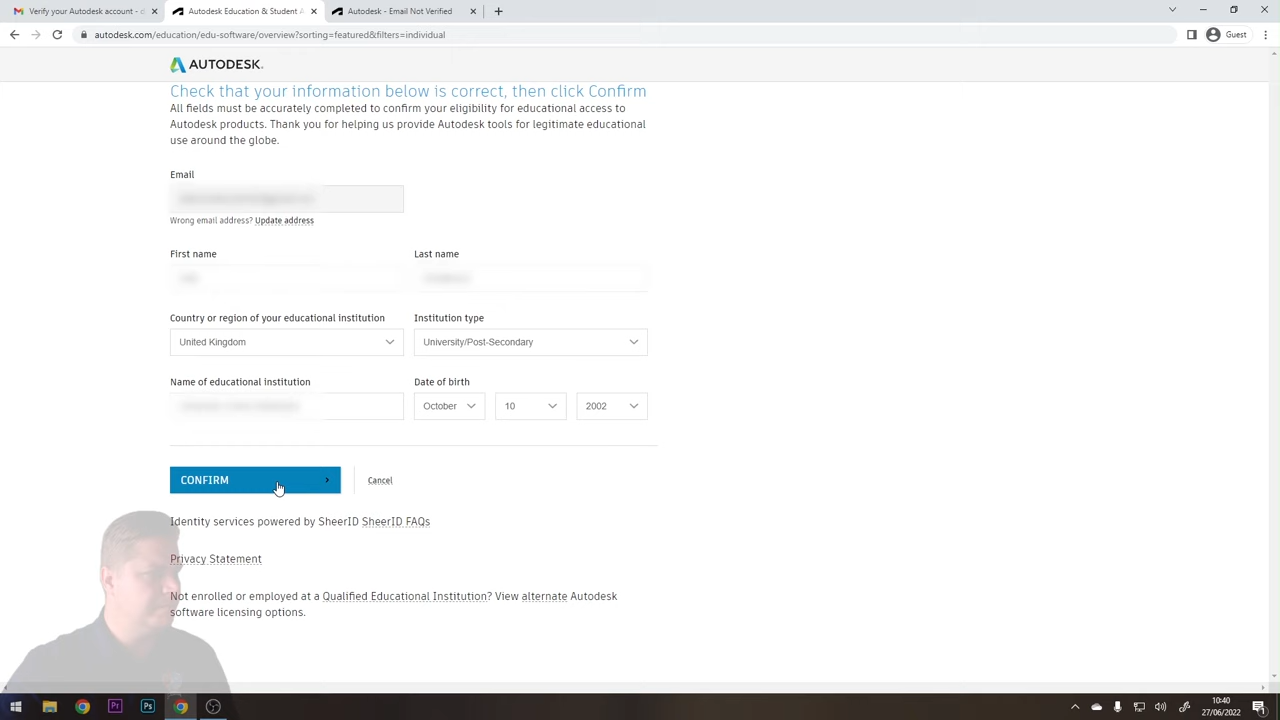 Verify your Autodesk account - c
Autodesk Education & Student A
Autodesk - Email Not Verified
autodesk.com/education/edu-software/overview?sorting=featured&filters=individual
Guest
AUTODESK.
Check that your information below is correct, then click Confirm
All fields must be accurately completed to confirm your eligibility for educational access to
Autodesk products. Thank you for helping us provide Autodesk tools for legitimate educational
use around the globe.
Email
Wrong email address? Update address
First name
Last name
Country or region of your educational institution
Institution type
United Kingdom
University/Post-Secondary
Name of educational institution
Date of birth
October
10
2002
CONFIRM
Cancel
Identity services powered by SheerID SheerID FAQs
Privacy Statement
Not enrolled or employed at a Qualified Educational Institution? View alternate Autodesk
software licensing options.
Pr
Ps
10:40
27/06/2022
1